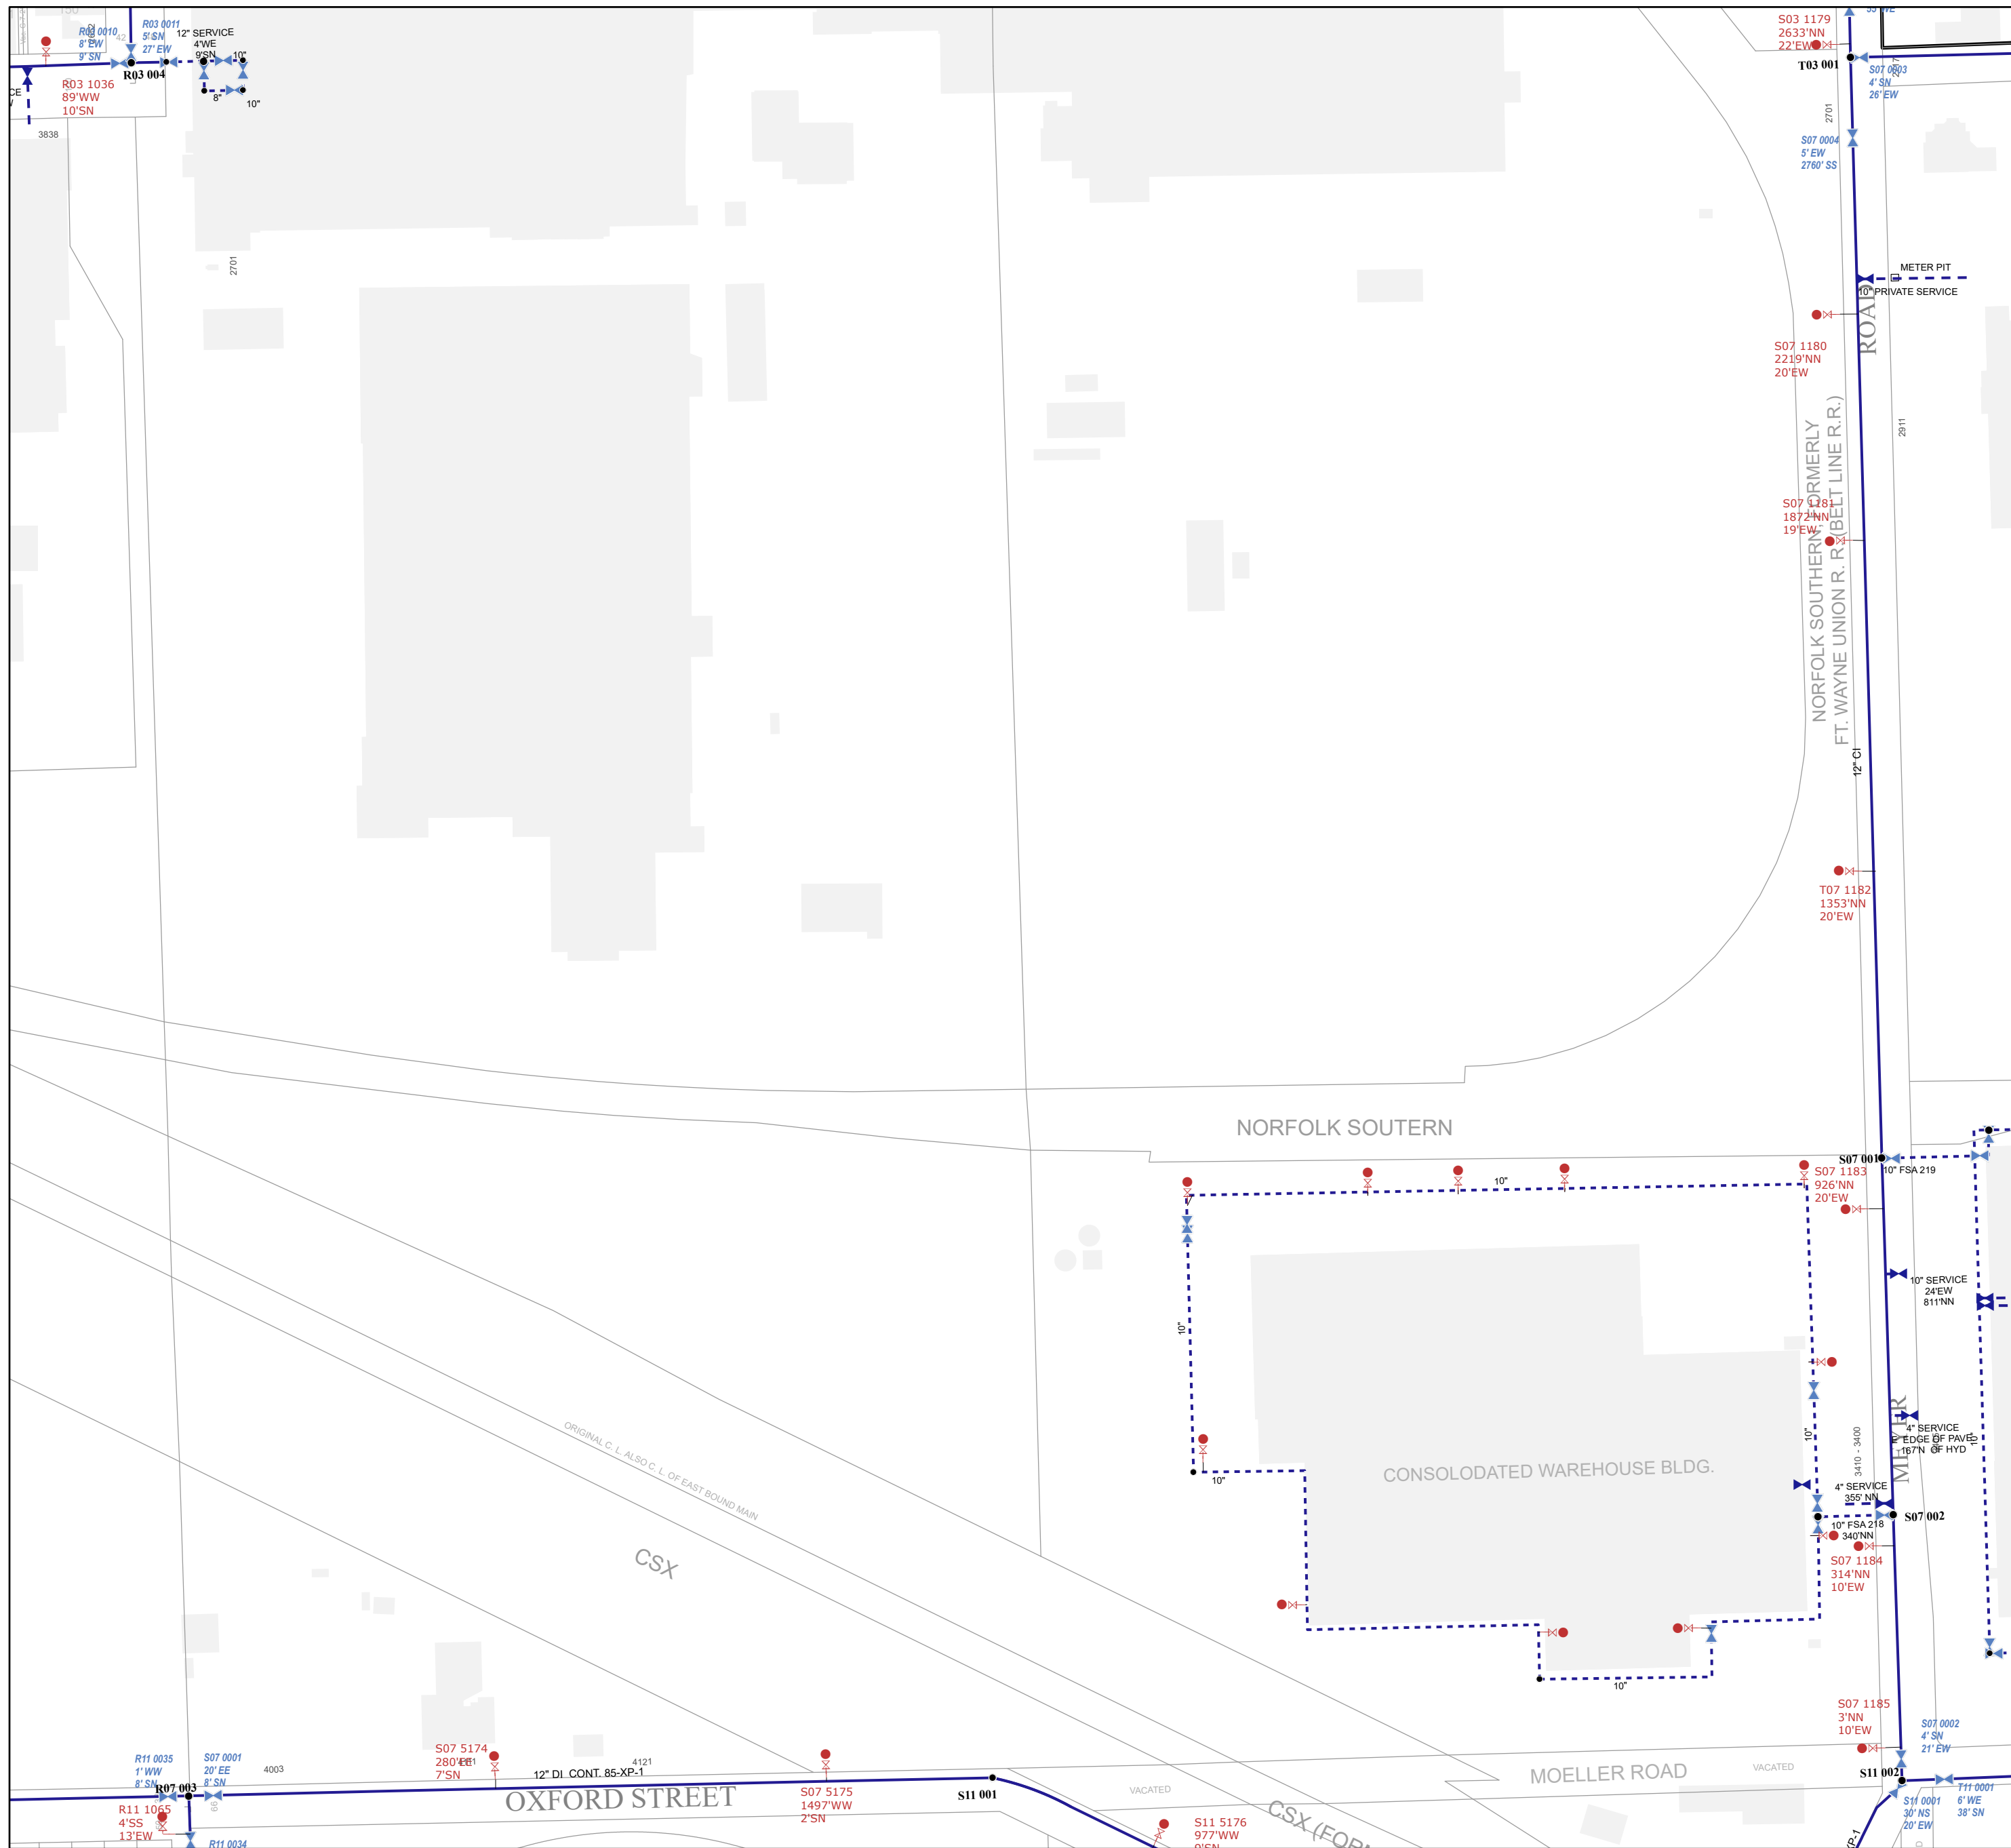 R03 0010
8' EW
9' SN
R03 0011
5' SN
27' EW
12" SERVICE
4'WE
9'SN
10"
8"
10"
R03 004
R03 1036
89'WW
10'SN
CE
3838
2701
S03 1179
2633'NN
22'EW
T03 001
S07 0003
4' SN
26' EW
2701
S07 0004
5' EW
2760' SS
METER PIT
10" PRIVATE SERVICE
ROAD
S07 1180
2219'NN
20'EW
2911
NORFOLK SOUTHERN, FORMERLY
FT. WAYNE UNION R. R. (BELT LINE R.R.)
S07 1181
1872'NN
19'EW
12" CI
T07 1182
1353'NN
20'EW
NORFOLK SOUTERN
S07 001
10" FSA 219
S07 1183
926'NN
20'EW
10"
10" SERVICE
24'EW
811'NN
10"
4" SERVICE
E' EDGE OF PAVE
167'N OF HYD
10"
10"
3410 - 3400
MEYER
10"
CONSOLODATED WAREHOUSE BLDG.
4" SERVICE
355' NN
S07 002
10" FSA 218
340'NN
S07 1184
314'NN
10'EW
10"
ORIGINAL C. L. ALSO C. L. OF EAST BOUND MAIN
CSX
S07 1185
3'NN
10'EW
S07 0002
4' SN
21' EW
S11 002
T11 0001
6' WE
38' SN
S11 0001
30' NS
20' EW
MOELLER ROAD
VACATED
VACATED
R11 0035
1' WW
8' SN
S07 0001
20' EE
8' SN
4003
R07 003
S07 5174
280'EE
7'SN
4121
12" DI CONT. 85-XP-1
OXFORD STREET
S07 5175
1497'WW
2'SN
S11 001
R11 1065
4'SS
13'EW
R11 0034
S11 5176
977'WW
CSX (FORM
XP-1